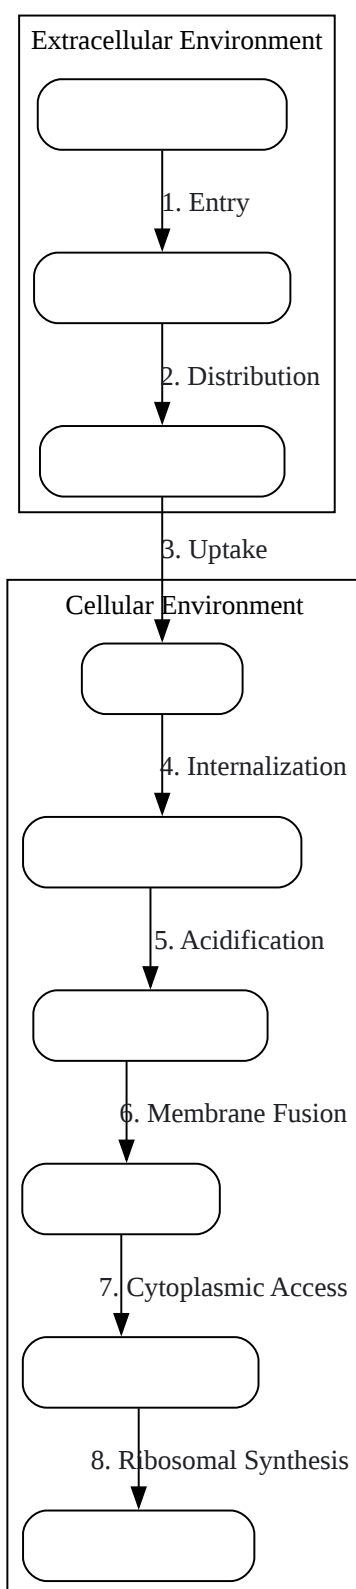 Extracellular Environment
1. Entry
2. Distribution
3. Uptake
Cellular Environment
4. Internalization
5. Acidification
6. Membrane Fusion
7. Cytoplasmic Access
8. Ribosomal Synthesis